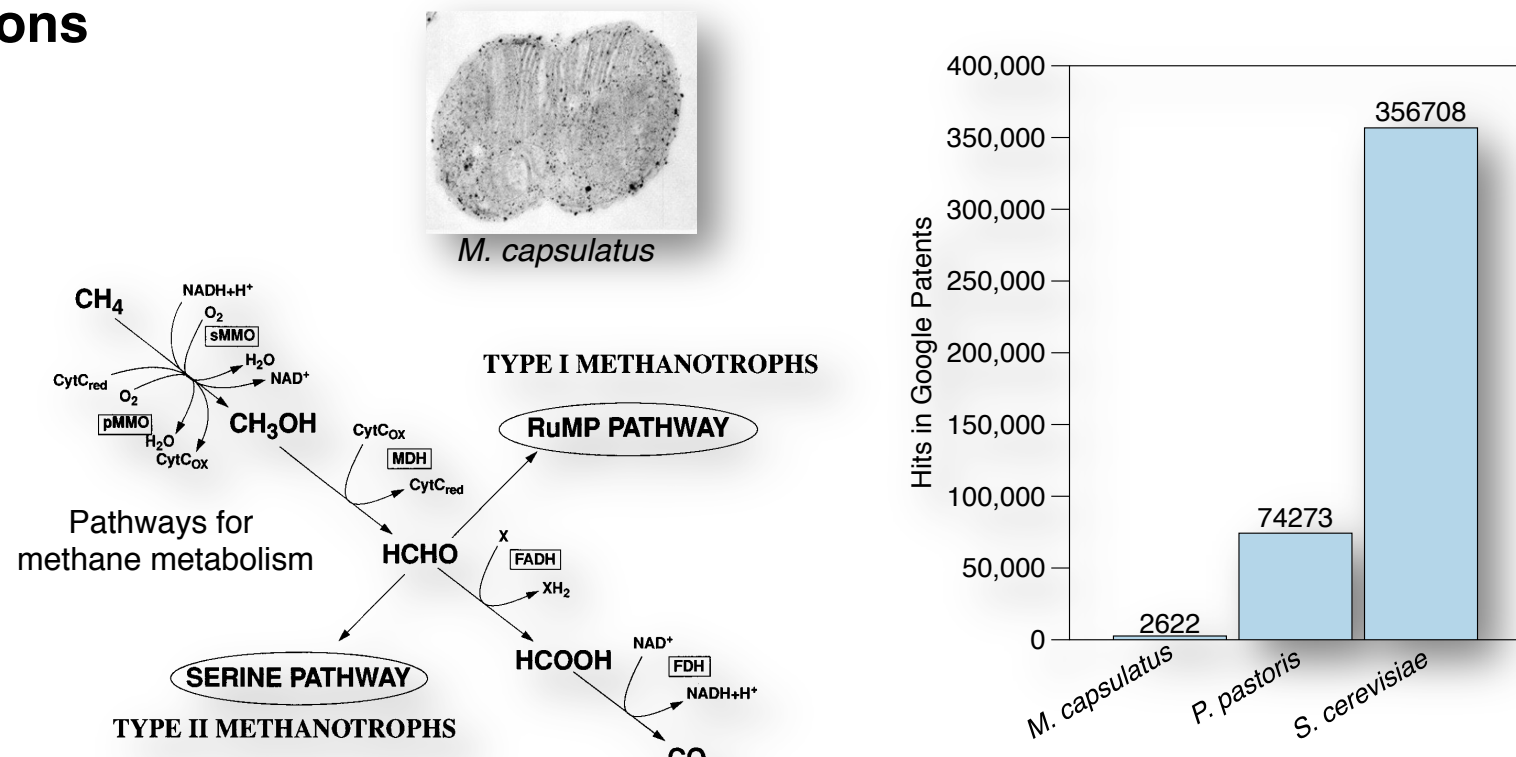 ons
M. capsulatus
CH4
NADH+H+
O2
sMMO
H2O
NAD+
CytCred
O2
pMMO
H2O
CytCOX
CH3OH
CytCOX
MDH
CytCred
TYPE I METHANOTROPHS
RuMP PATHWAY
Pathways for
methane metabolism
HCHO
X
FADH
XH2
SERINE PATHWAY
TYPE II METHANOTROPHS
HCOOH
NAD+
FDH
NADH+H+
CO
Hits in Google Patents
400,000
350,000
300,000
250,000
200,000
150,000
100,000
50,000
0
2622
74273
356708
M. capsulatus
P. pastoris
S. cerevisiae